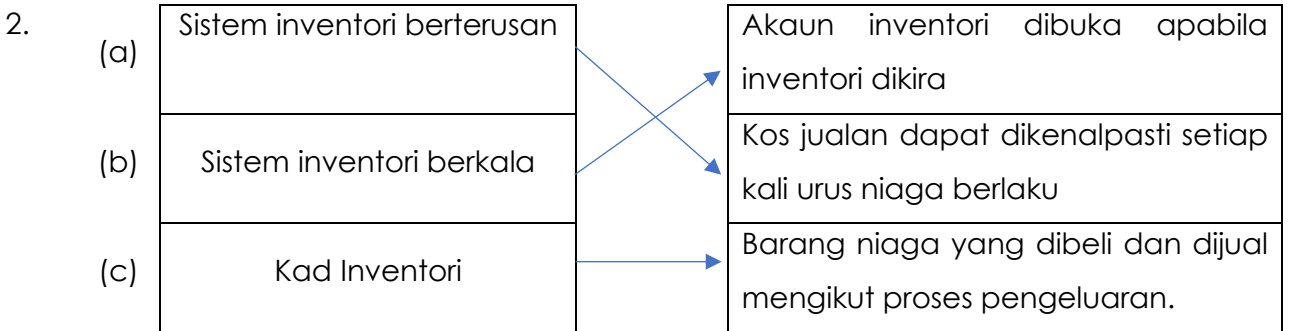 2.
(a)
Sistem inventori berterusan
Akaun inventori dibuka apabila
inventori dikira
(b)
Sistem inventori berkala
Kos jualan dapat dikenalpasti setiap
kali urus niaga berlaku
(c)
Kad Inventori
Barang niaga yang dibeli dan dijual
mengikut proses pengeluaran.